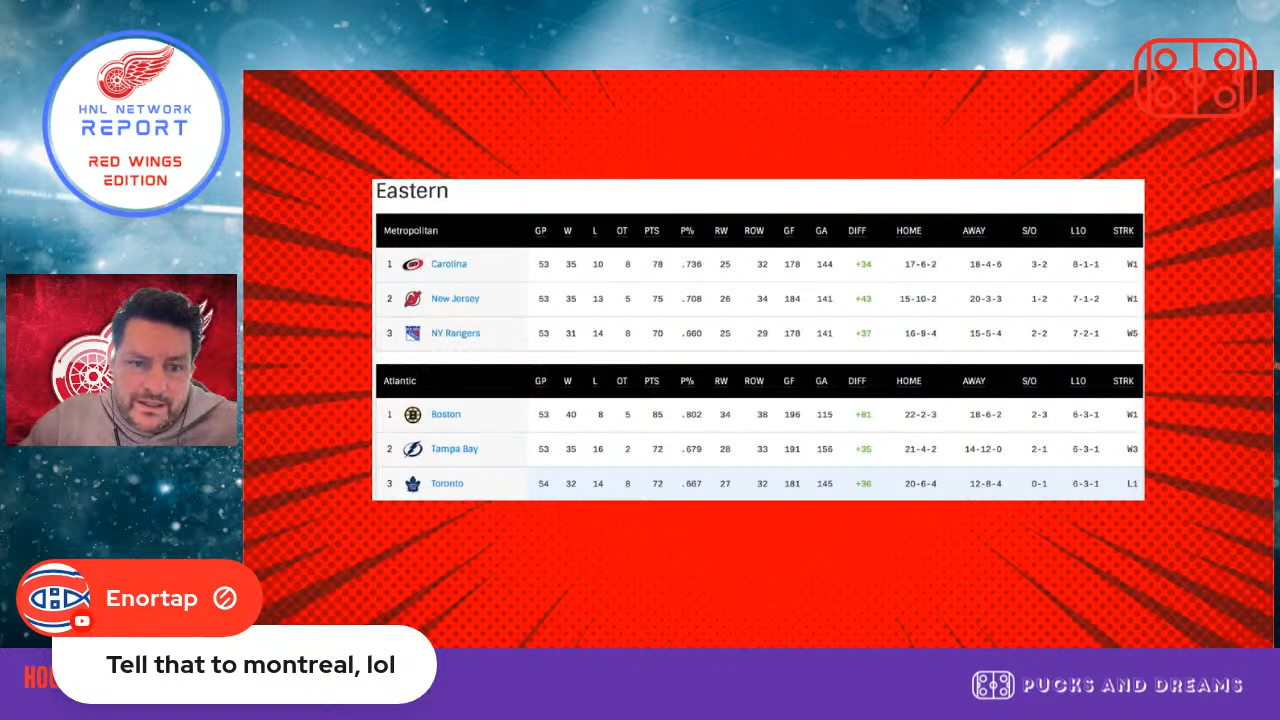 HNL NETWORK
REPORT
RED WINGS
EDITION
Eastern
Metropolitan GP W L OT PTS P% RW ROW GF GA DIFF HOME AWAY S/O L10 STRK
1 Carolina 53 35 10 8 78 .736 25 32 178 144 +34 17-6-2 18-4-6 3-2 8-1-1 W1
2 New Jersey 53 35 13 5 75 .708 26 34 184 141 +43 15-10-2 20-3-3 1-2 7-1-2 W1
3 NY Rangers 53 31 14 8 70 .660 25 29 178 141 +37 16-9-4 15-5-4 2-2 7-2-1 W5
Atlantic GP W L OT PTS P% RW ROW GF GA DIFF HOME AWAY S/O L10 STRK
1 Boston 53 40 8 5 85 .802 34 38 196 115 +81 22-2-3 18-6-2 2-3 6-3-1 W1
2 Tampa Bay 53 35 16 2 72 .679 28 33 191 156 +35 21-4-2 14-12-0 2-1 6-3-1 W3
3 Toronto 54 32 14 8 72 .667 27 32 181 145 +36 20-6-4 12-8-4 0-1 6-3-1 L1
Enortap
Tell that to montreal, lol
PUCKS AND DREAMS